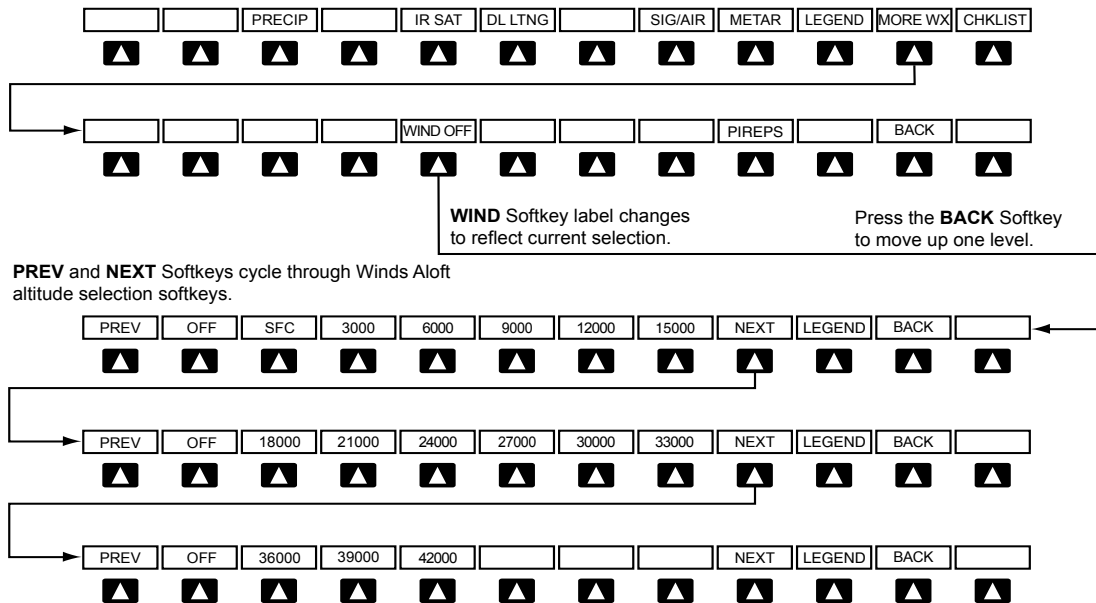 PRECIP IR SAT DL LTNG SIG/AIR METAR LEGEND MORE WX CHKLIST
WIND OFF PIREPS BACK
WIND Softkey label changes
to reflect current selection.
Press the BACK Softkey
to move up one level.
PREV and NEXT Softkeys cycle through Winds Aloft
altitude selection softkeys.
PREV OFF SFC 3000 6000 9000 12000 15000 NEXT LEGEND BACK
PREV OFF 18000 21000 24000 27000 30000 33000 NEXT LEGEND BACK
PREV OFF 36000 39000 42000 NEXT LEGEND BACK